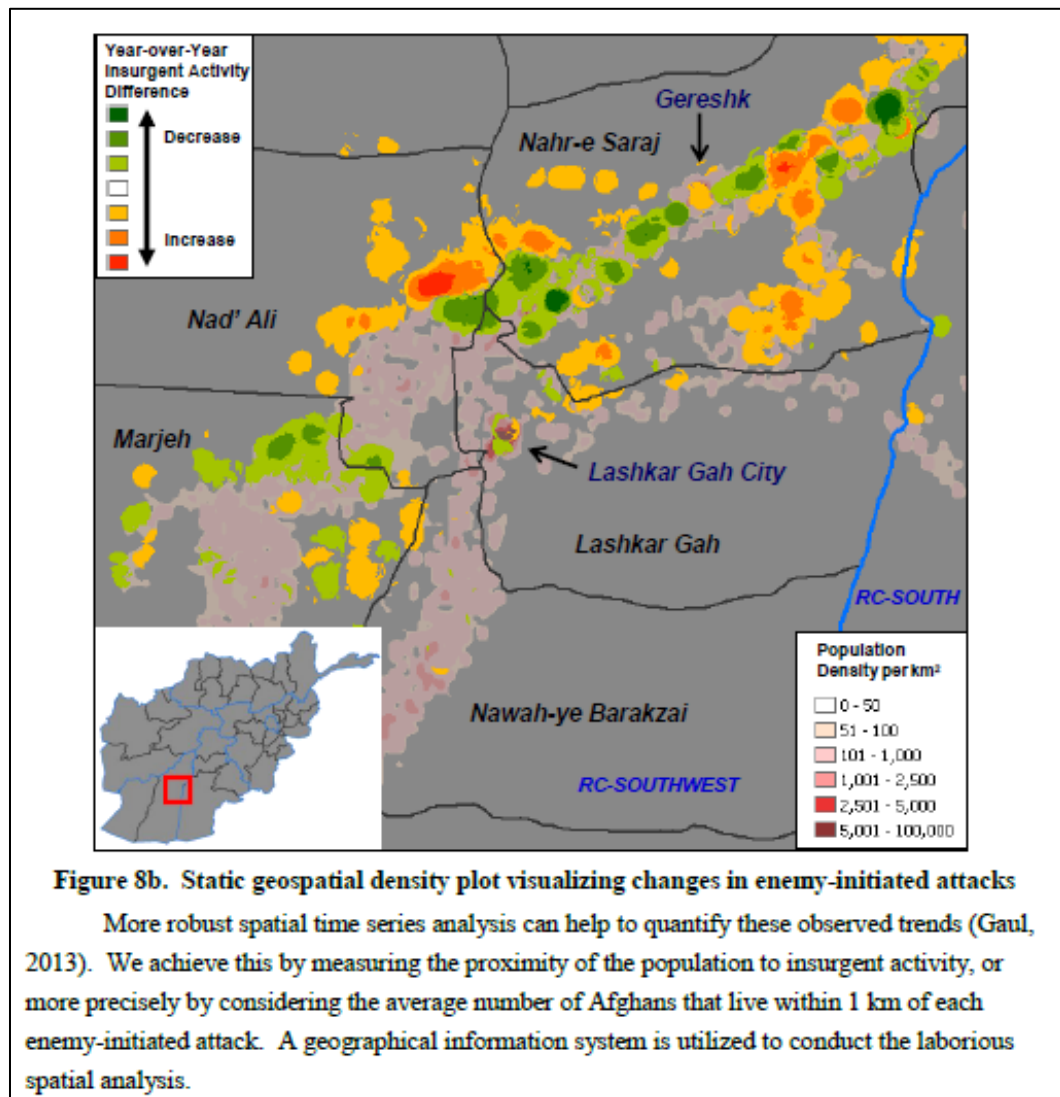 Year-over-Year
Insurgent Activity
Difference
Decrease
Increase
Gereshk
Nahr-e Saraj
Nad' Ali
Marjeh
Lashkar Gah City
Lashkar Gah
RC-SOUTH
Nawah-ye Barakzai
RC-SOUTHWEST
Population
Density per km²
0 - 50
51 - 100
101 - 1,000
1,001 - 2,500
2,501 - 5,000
5,001 - 100,000
Figure 8b. Static geospatial density plot visualizing changes in enemy-initiated attacks
More robust spatial time series analysis can help to quantify these observed trends (Gaul,
2013). We achieve this by measuring the proximity of the population to insurgent activity, or
more precisely by considering the average number of Afghans that live within 1 km of each
enemy-initiated attack. A geographical information system is utilized to conduct the laborious
spatial analysis.